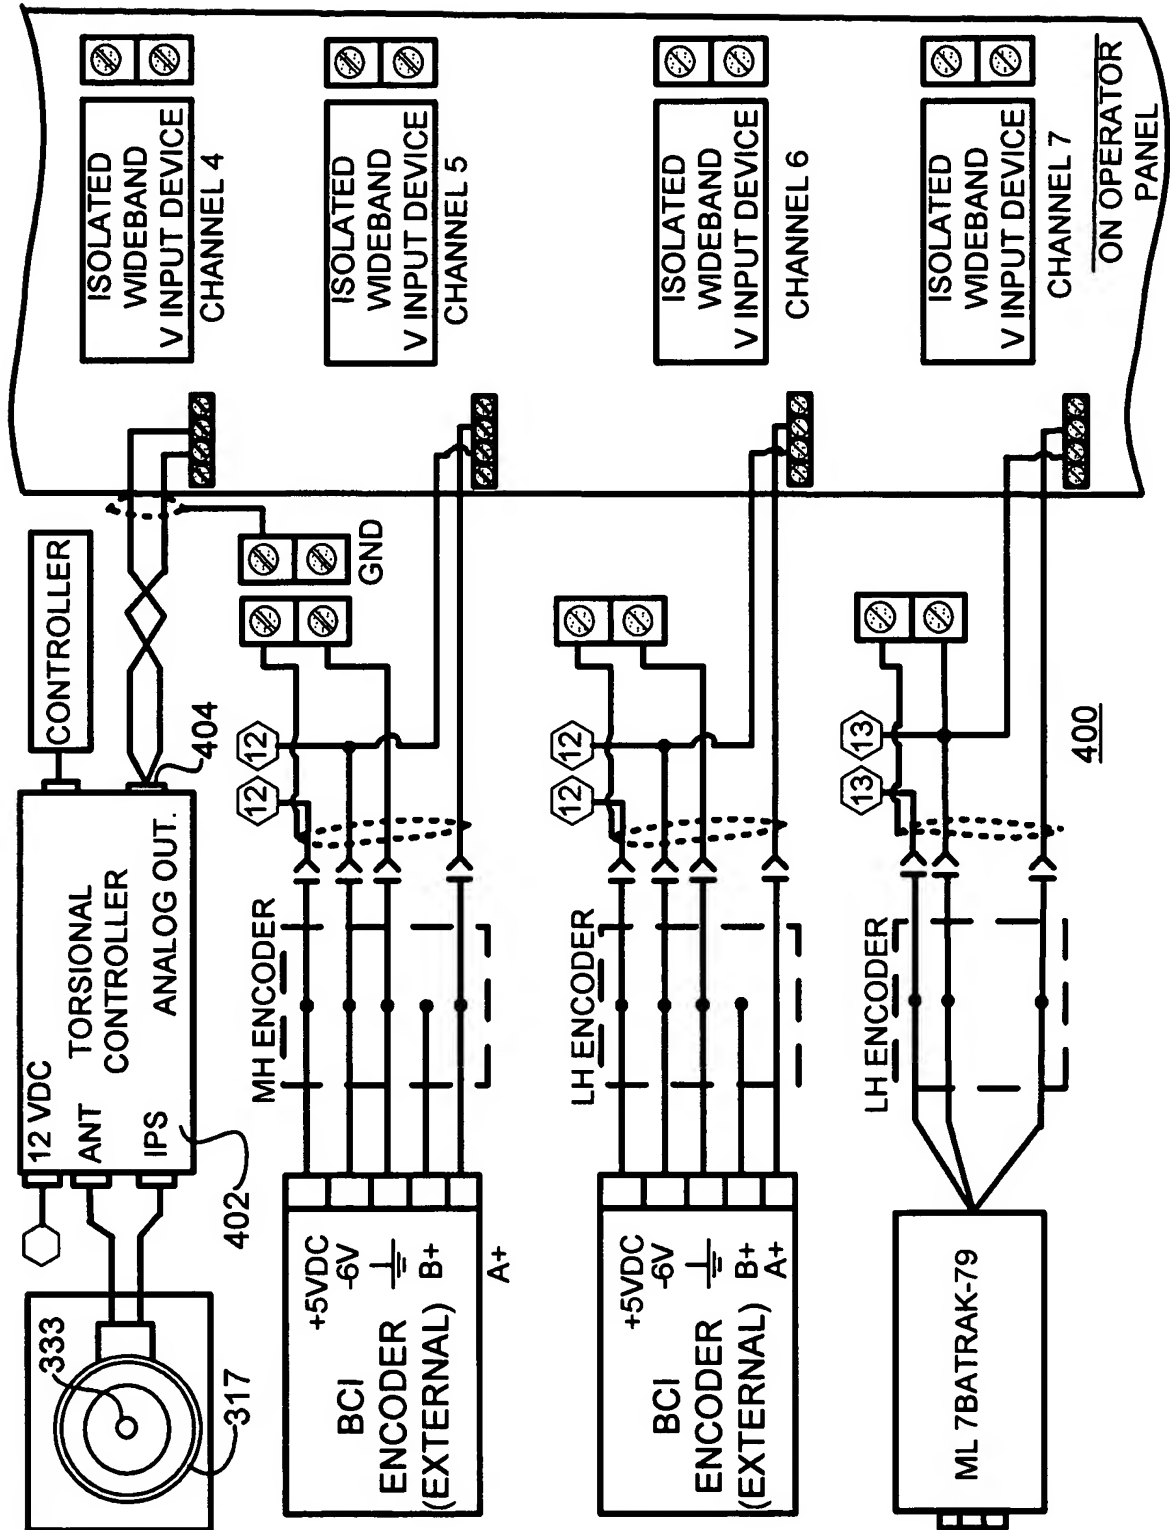 333
317
12 VDC
ANT
IPS
TORSIONAL
CONTROLLER
ANALOG OUT.
402
404
CONTROLLER
ISOLATED
WIDEBAND
V INPUT DEVICE
CHANNEL 4
BCI
ENCODER
(EXTERNAL)
+5VDC
-6V
B+
A+
MH ENCODER
12
12
GND
ISOLATED
WIDEBAND
V INPUT DEVICE
CHANNEL 5
BCI
ENCODER
(EXTERNAL)
+5VDC
-6V
B+
A+
LH ENCODER
12
12
ISOLATED
WIDEBAND
V INPUT DEVICE
CHANNEL 6
ML 7BATRAK-79
LH ENCODER
13
13
ISOLATED
WIDEBAND
V INPUT DEVICE
CHANNEL 7
ON OPERATOR
PANEL
400